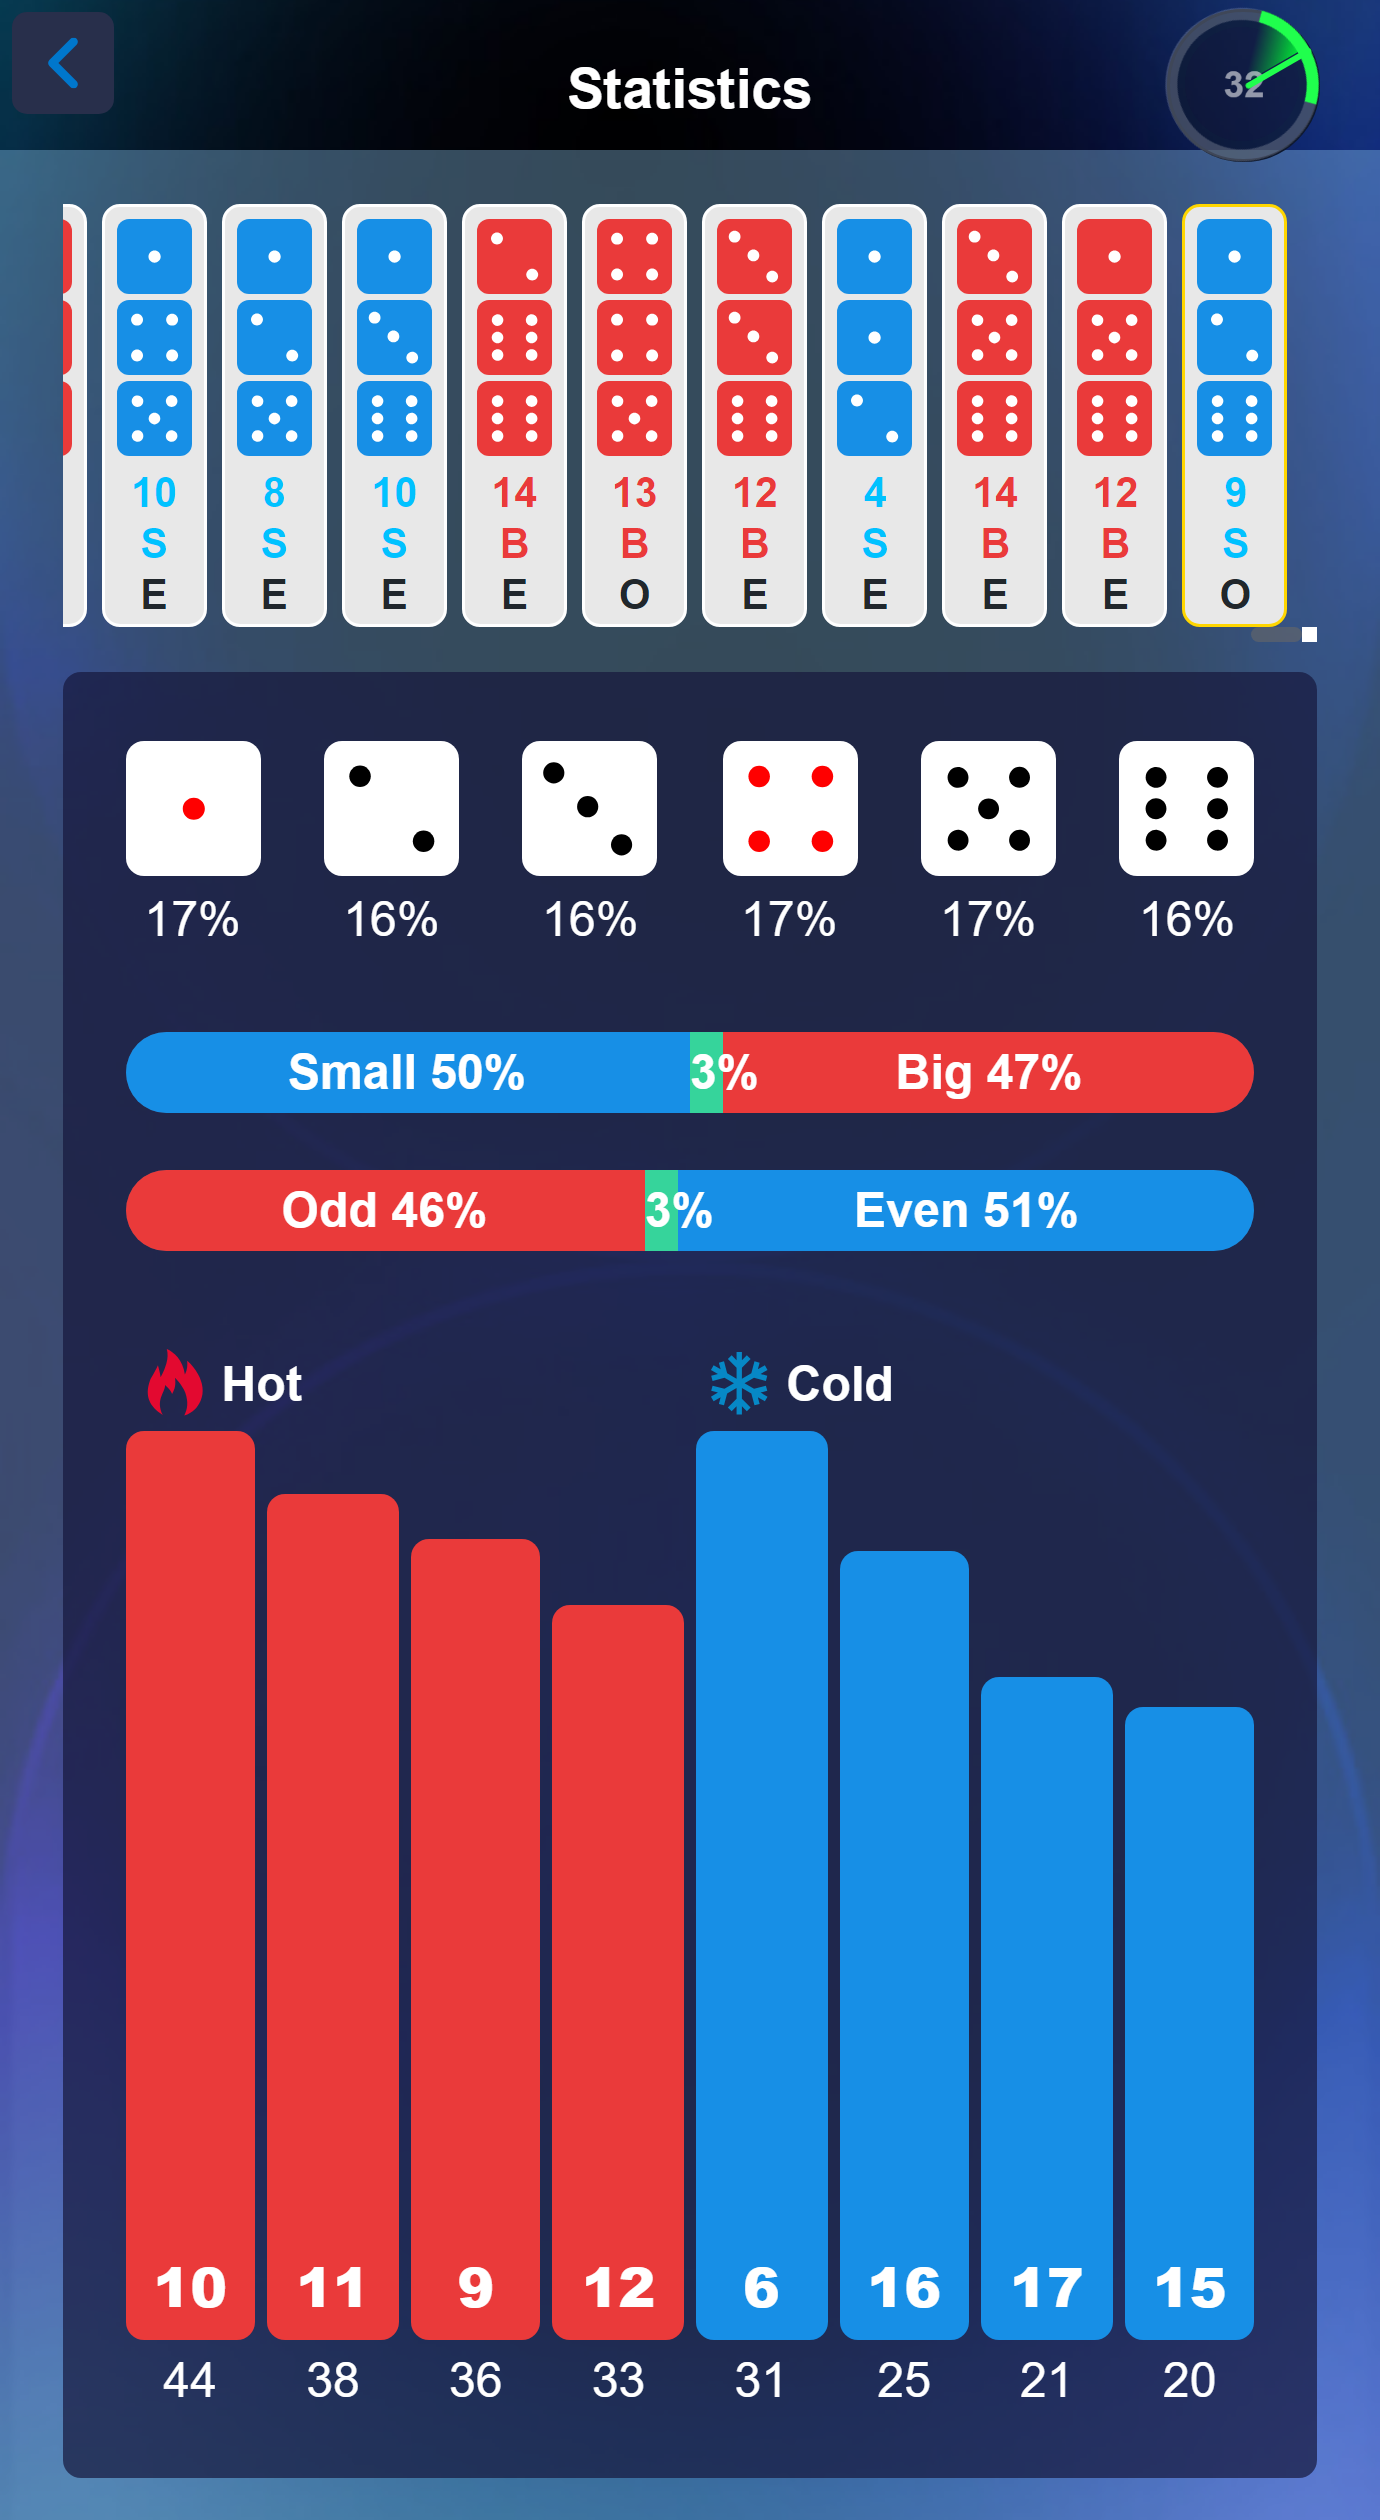 Statistics
32
10 8 10 14 13 12 4 14 12 9
S S S B B B S B B S
E E E E O E E E E O
17% 16% 16% 17% 17% 16%
Small 50% 3% Big 47%
Odd 46% 3% Even 51%
Hot Cold
10 11 9 12 6 16 17 15
44 38 36 33 31 25 21 20